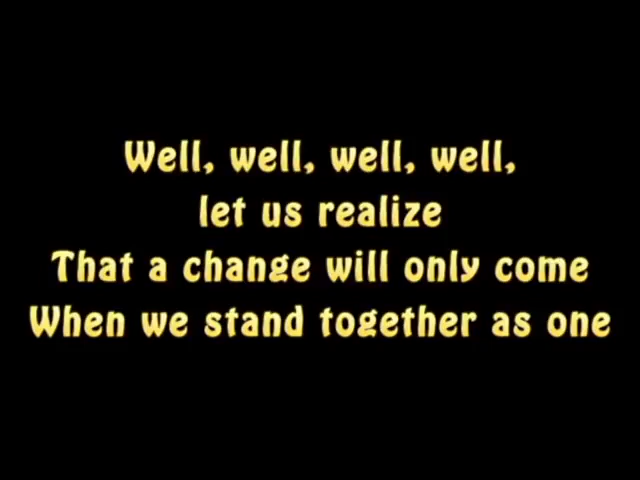 Well, well, well, well,
let us realize
That a change will only come
When we stand together as one